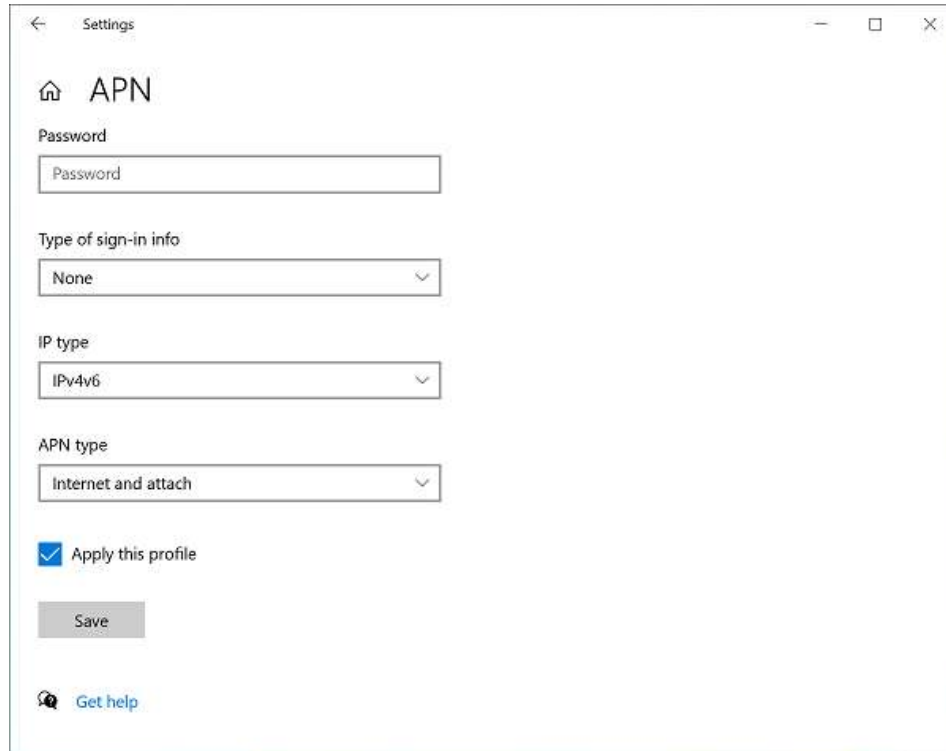 Settings
APN
Password
Password
Type of sign-in info
None
IP type
IPv4v6
APN type
Internet and attach
Apply this profile
Save
Get help